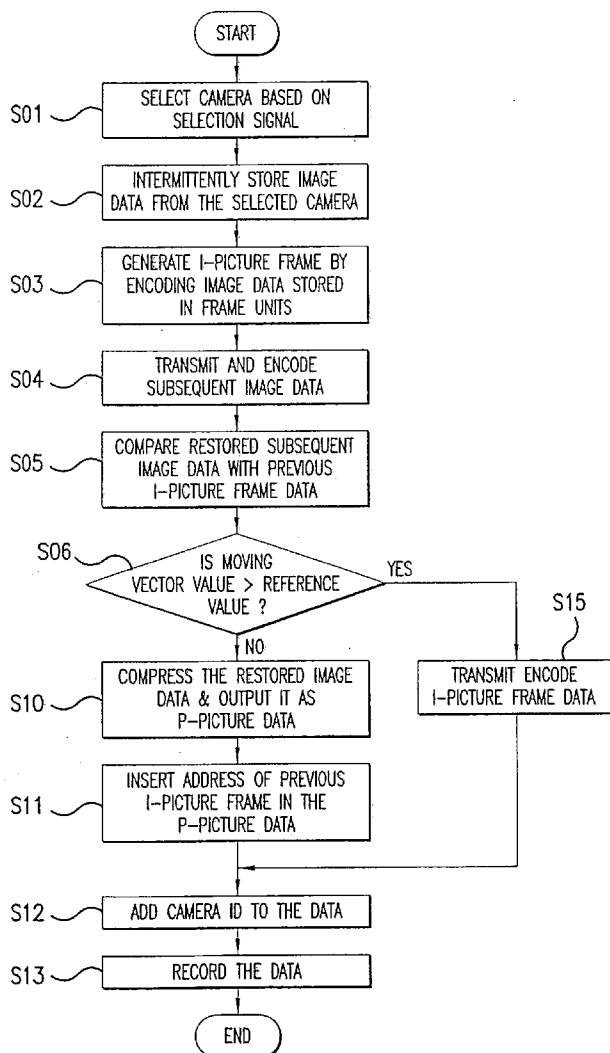 START
S01
SELECT CAMERA BASED ON
SELECTION SIGNAL
S02
INTERMITTENTLY STORE IMAGE
DATA FROM THE SELECTED CAMERA
S03
GENERATE I-PICTURE FRAME BY
ENCODING IMAGE DATA STORED
IN FRAME UNITS
S04
TRANSMIT AND ENCODE
SUBSEQUENT IMAGE DATA
S05
COMPARE RESTORED SUBSEQUENT
IMAGE DATA WITH PREVIOUS
I-PICTURE FRAME DATA
S06
IS MOVING
VECTOR VALUE > REFERENCE
VALUE ?
YES
NO
S15
TRANSMIT ENCODE
I-PICTURE FRAME DATA
S10
COMPRESS THE RESTORED IMAGE
DATA & OUTPUT IT AS
P-PICTURE DATA
S11
INSERT ADDRESS OF PREVIOUS
I-PICTURE FRAME IN THE
P-PICTURE DATA
S12
ADD CAMERA ID TO THE DATA
S13
RECORD THE DATA
END